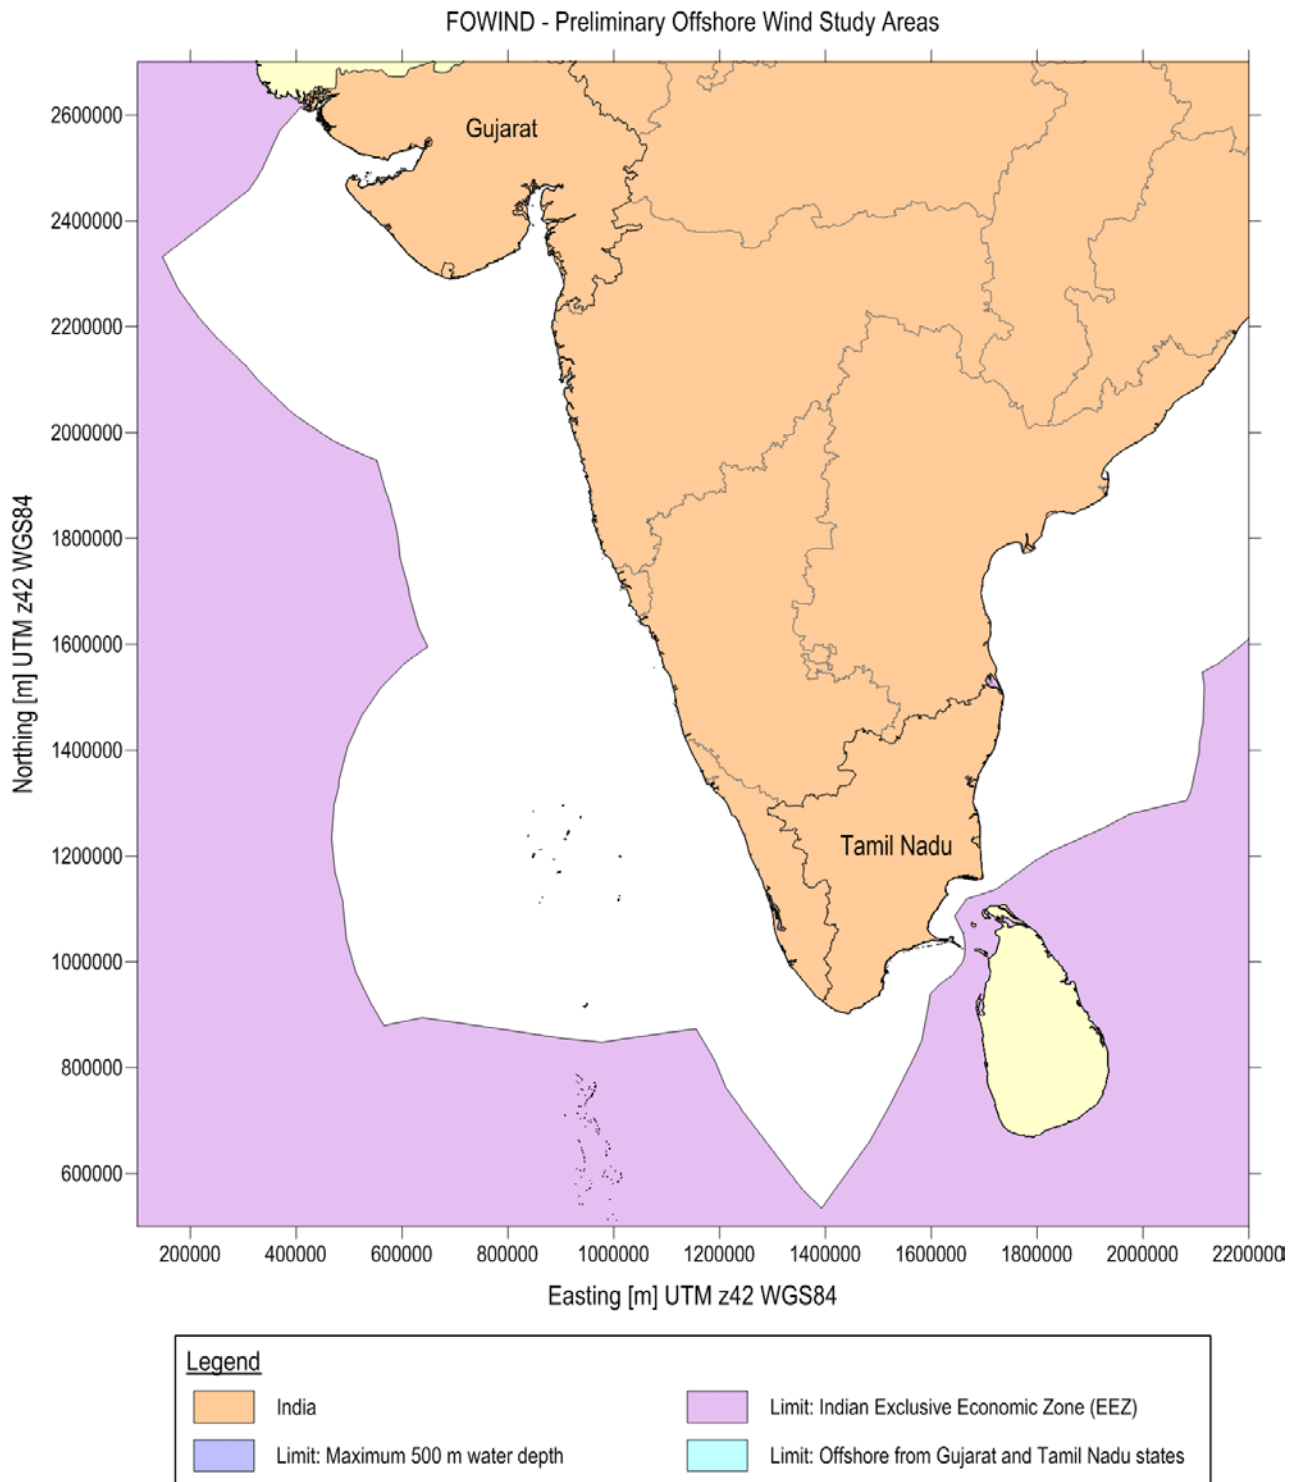 FOWIND - Preliminary Offshore Wind Study Areas
Gujarat
Tamil Nadu
Northing [m] UTM z42 WGS84
2600000
2400000
2200000
2000000
1800000
1600000
1400000
1200000
1000000
800000
600000
200000 400000 600000 800000 1000000 1200000 1400000 1600000 1800000 2000000 2200000
Easting [m] UTM z42 WGS84
Legend
India
Limit: Indian Exclusive Economic Zone (EEZ)
Limit: Maximum 500 m water depth
Limit: Offshore from Gujarat and Tamil Nadu states